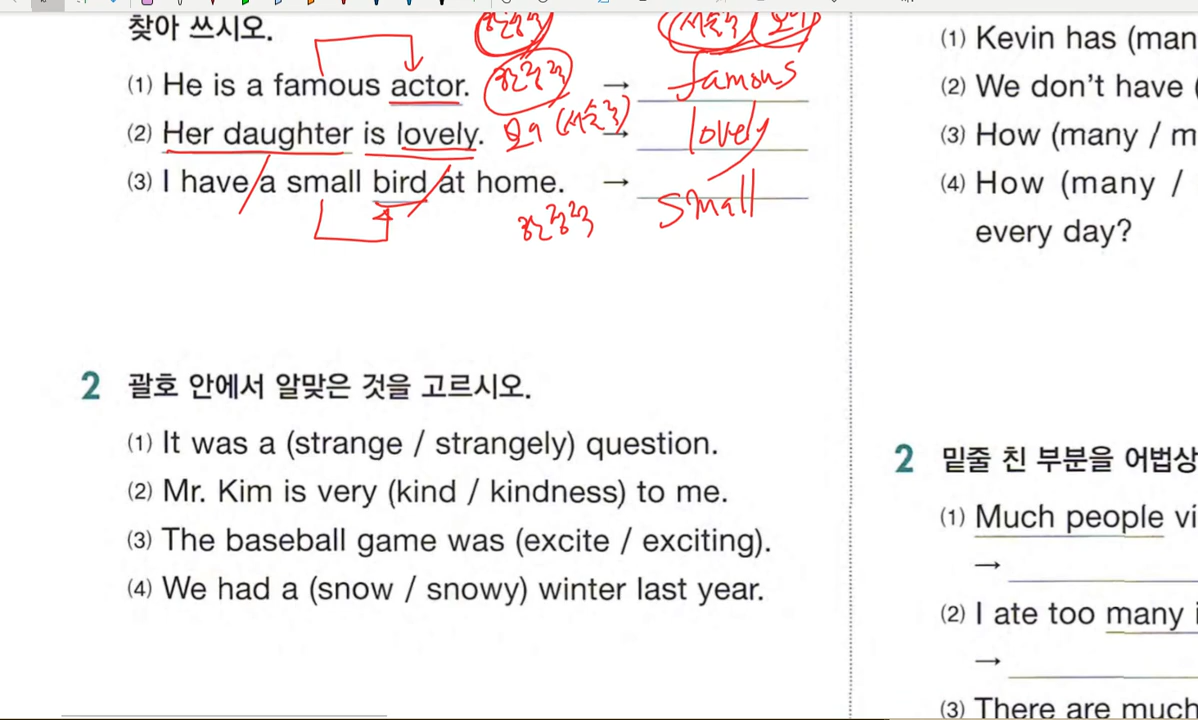 찾아 쓰시오.
(1) He is a famous actor. 한정적 → famous
(2) Her daughter is lovely. 보어 (서술적) → lovely
(3) I have a small bird at home. → small
한정적
2 괄호 안에서 알맞은 것을 고르시오.
(1) It was a (strange / strangely) question.
(2) Mr. Kim is very (kind / kindness) to me.
(3) The baseball game was (excite / exciting).
(4) We had a (snow / snowy) winter last year.
(1) Kevin has (man
(2) We don't have (
(3) How (many / m
(4) How (many /
every day?
2 밑줄 친 부분을 어법상
(1) Much people vi
→
(2) I ate too many i
→
(3) There are much